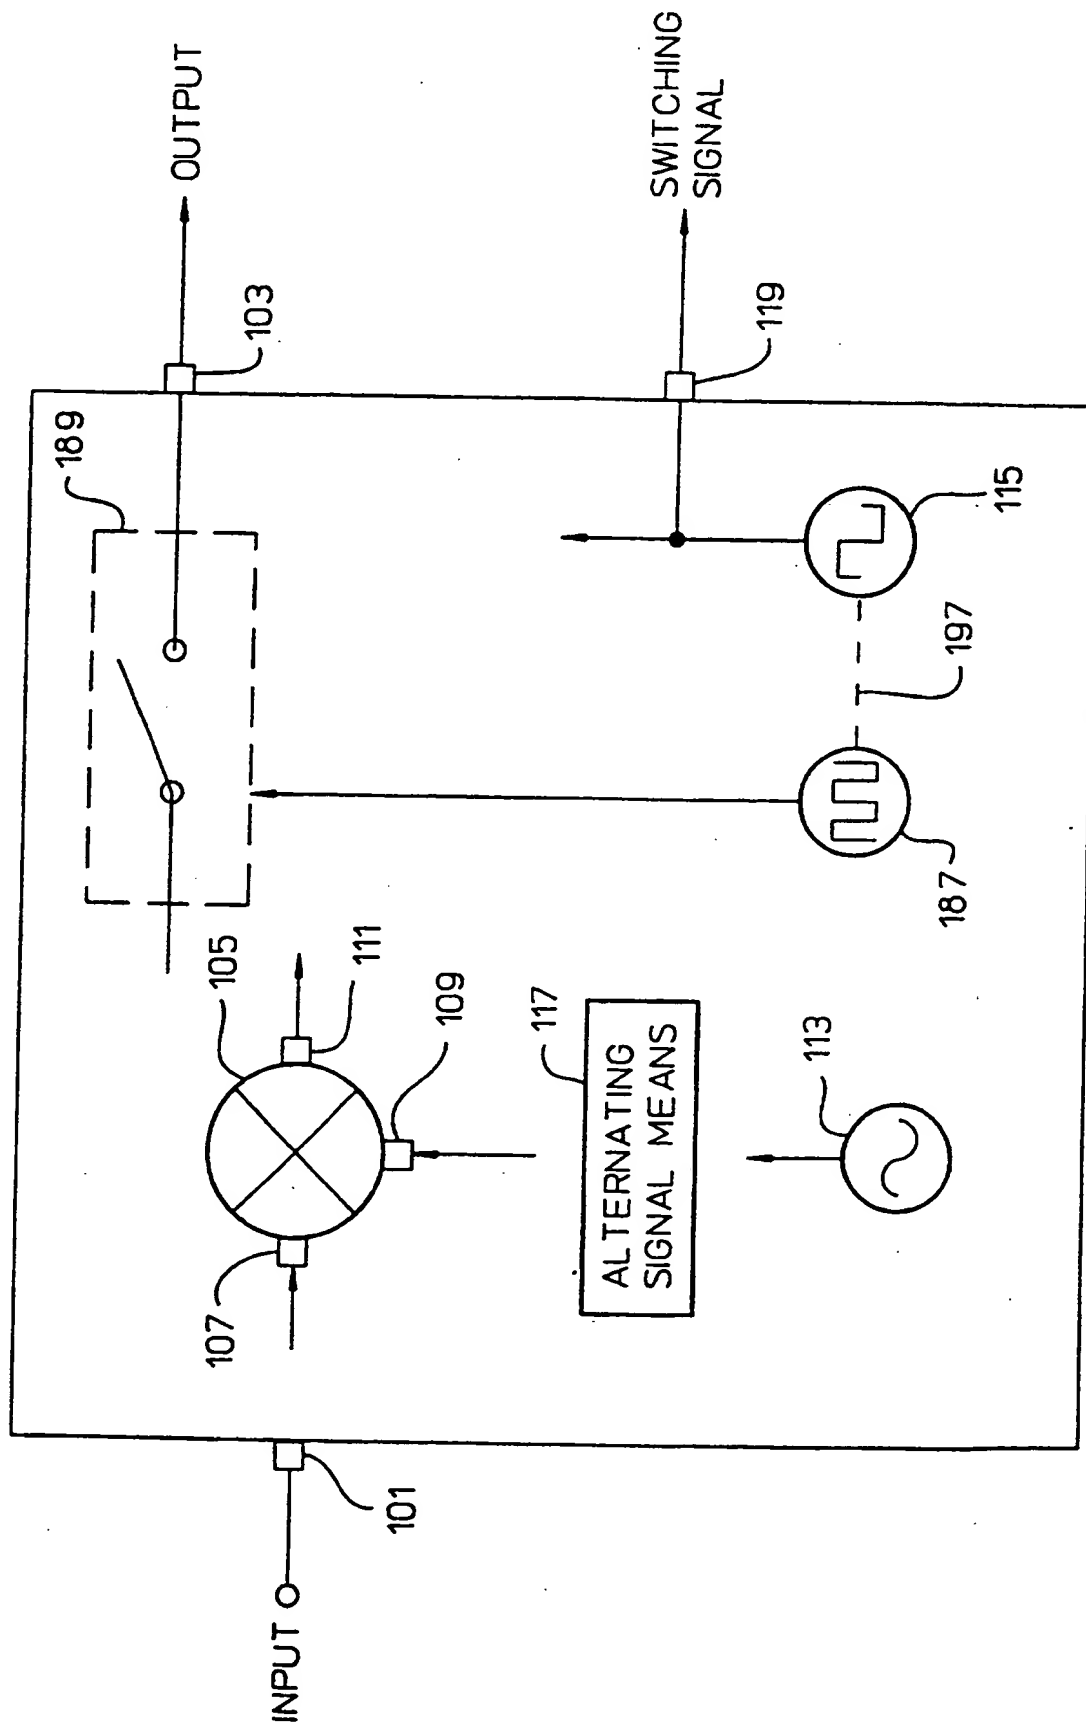 INPUT
101
107
105
111
109
117
ALTERNATING
SIGNAL MEANS
113
189
103
OUTPUT
187
197
115
119
SWITCHING
SIGNAL